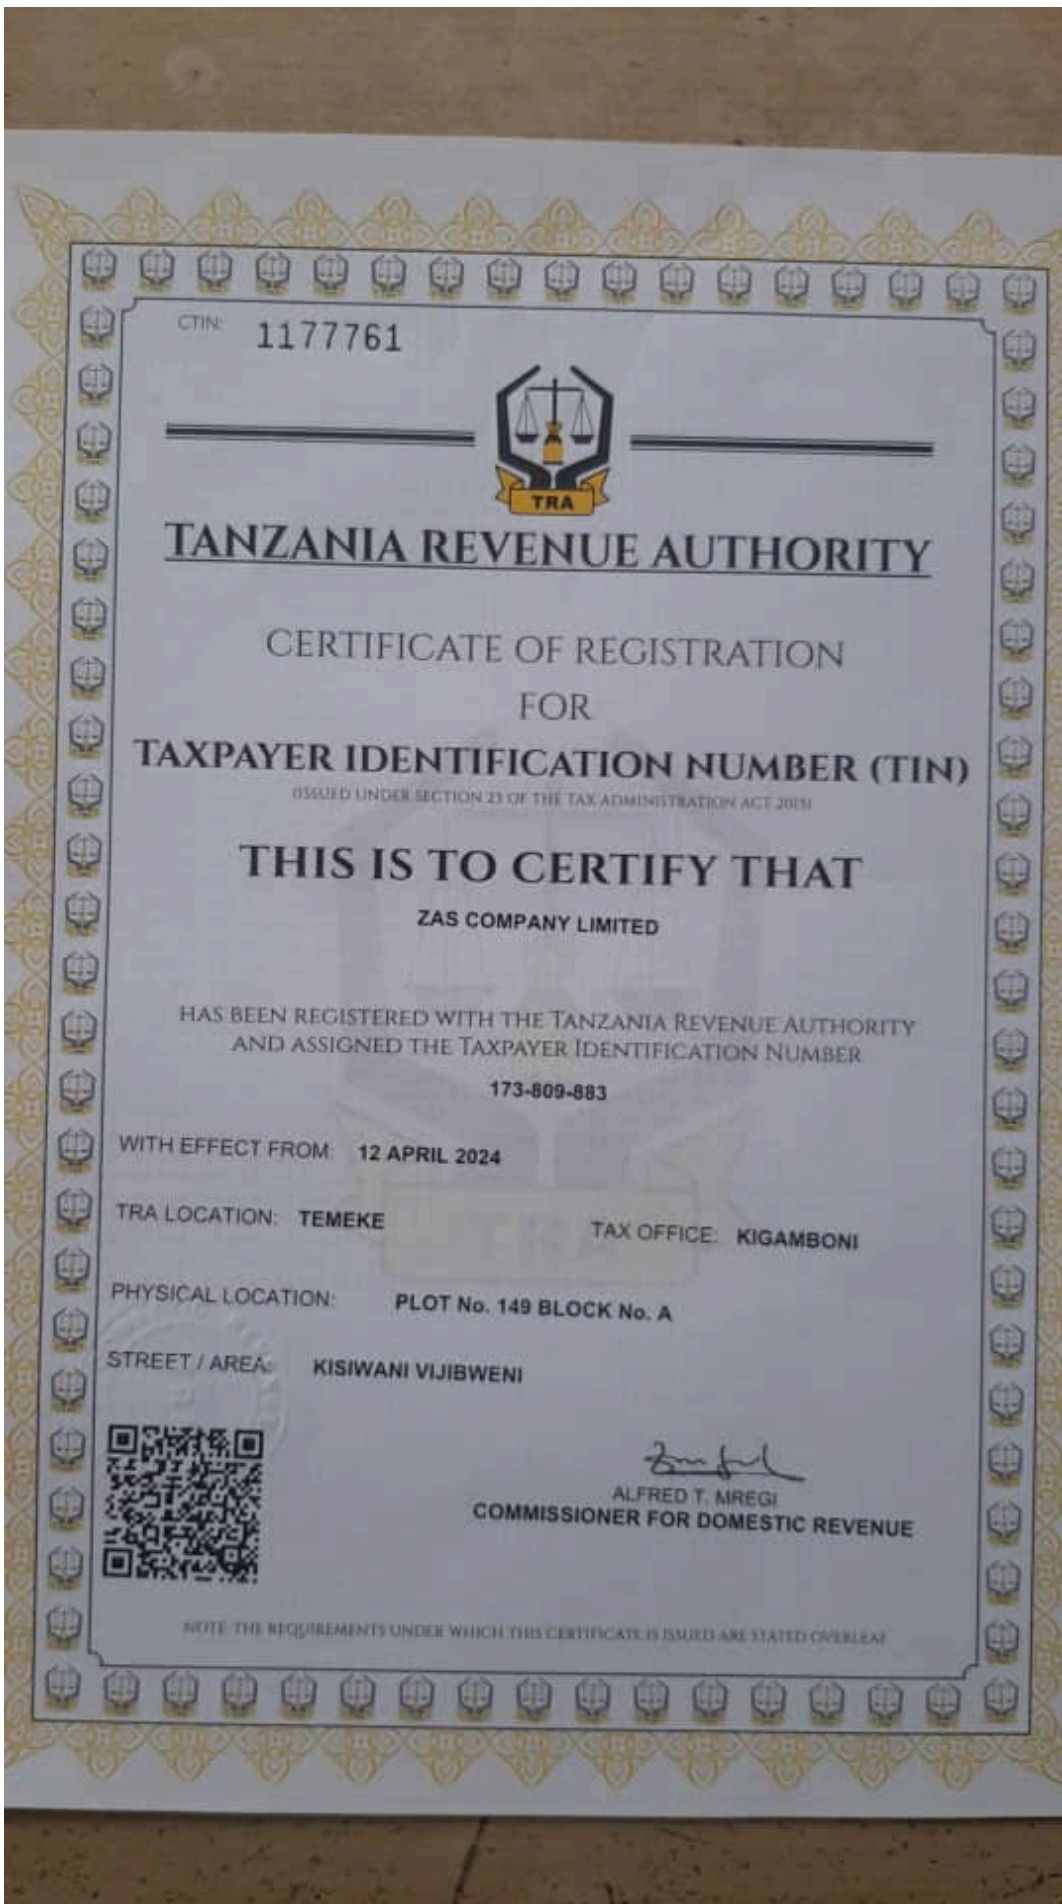 CTIN: 1177761
TRA
TANZANIA REVENUE AUTHORITY
CERTIFICATE OF REGISTRATION
FOR
TAXPAYER IDENTIFICATION NUMBER (TIN)
(ISSUED UNDER SECTION 23 OF THE TAX ADMINISTRATION ACT 2015)
THIS IS TO CERTIFY THAT
ZAS COMPANY LIMITED
HAS BEEN REGISTERED WITH THE TANZANIA REVENUE AUTHORITY
AND ASSIGNED THE TAXPAYER IDENTIFICATION NUMBER
173-809-883
WITH EFFECT FROM: 12 APRIL 2024
TRA LOCATION: TEMEKE TAX OFFICE: KIGAMBONI
TRA
PHYSICAL LOCATION: PLOT No. 149 BLOCK No. A
STREET / AREA: KISIWANI VIJIBWENI
ALFRED T. MREGI
COMMISSIONER FOR DOMESTIC REVENUE
NOTE: THE REQUIREMENTS UNDER WHICH THIS CERTIFICATE IS ISSUED ARE STATED OVERLEAF